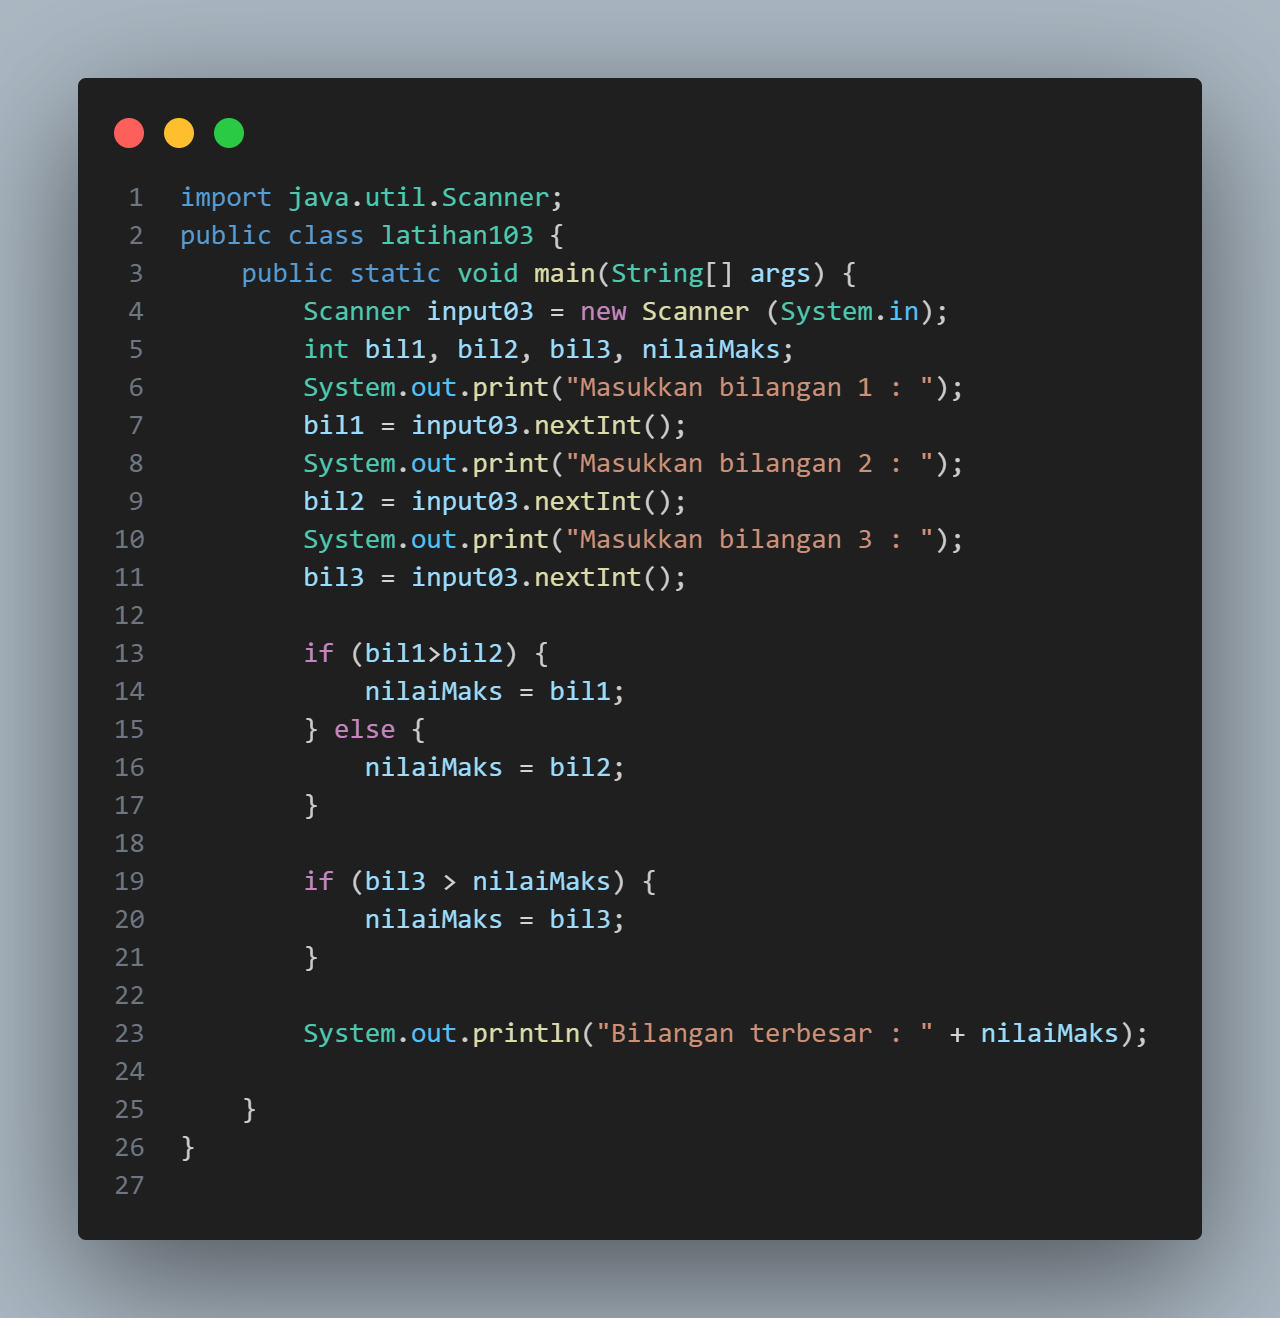 1 import java.util.Scanner;
2 public class latihan103 {
3     public static void main(String[] args) {
4         Scanner input03 = new Scanner (System.in);
5         int bil1, bil2, bil3, nilaiMaks;
6         System.out.print("Masukkan bilangan 1 : ");
7         bil1 = input03.nextInt();
8         System.out.print("Masukkan bilangan 2 : ");
9         bil2 = input03.nextInt();
10         System.out.print("Masukkan bilangan 3 : ");
11         bil3 = input03.nextInt();
12
13         if (bil1>bil2) {
14             nilaiMaks = bil1;
15         } else {
16             nilaiMaks = bil2;
17         }
18
19         if (bil3 > nilaiMaks) {
20             nilaiMaks = bil3;
21         }
22
23         System.out.println("Bilangan terbesar : " + nilaiMaks);
24
25     }
26 }
27